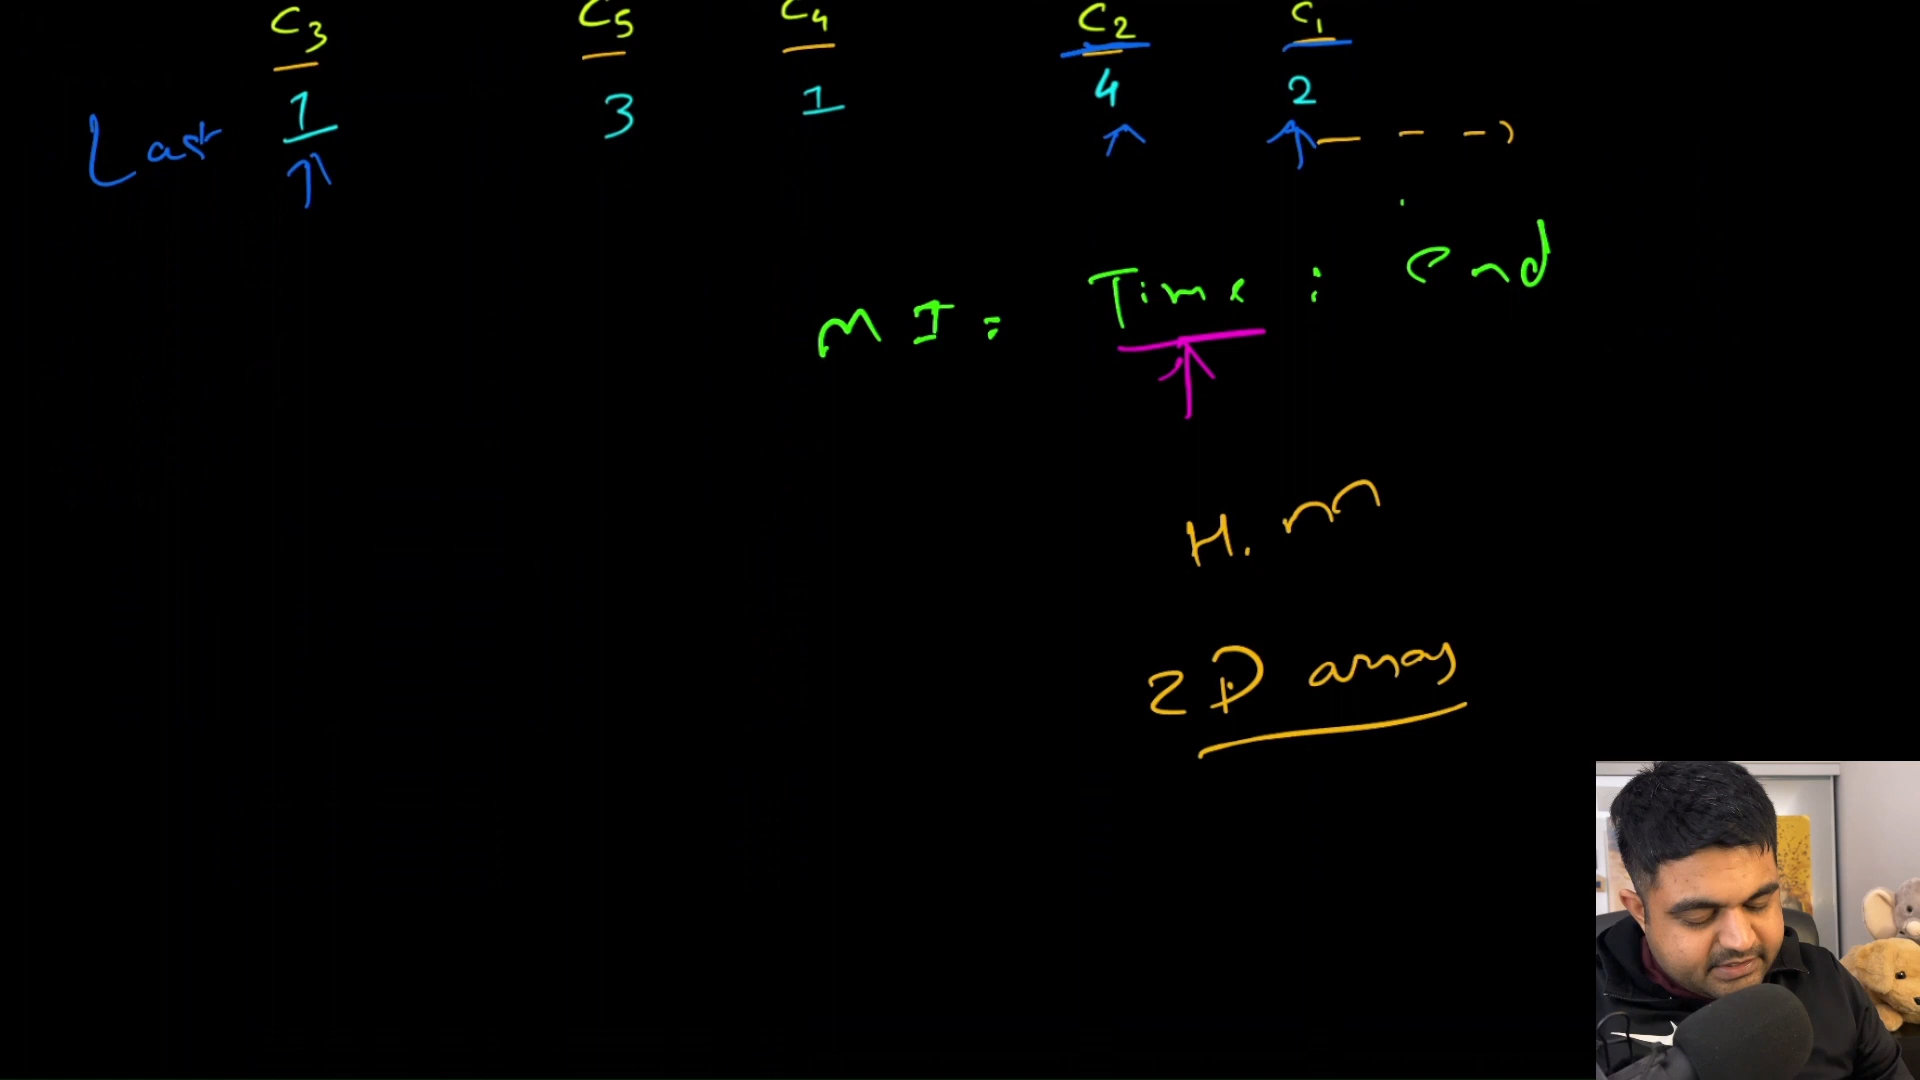 C3 C5 C4 C2 C1
Last 1 3 1 4 2
MI = Time : end
H. m
2D array